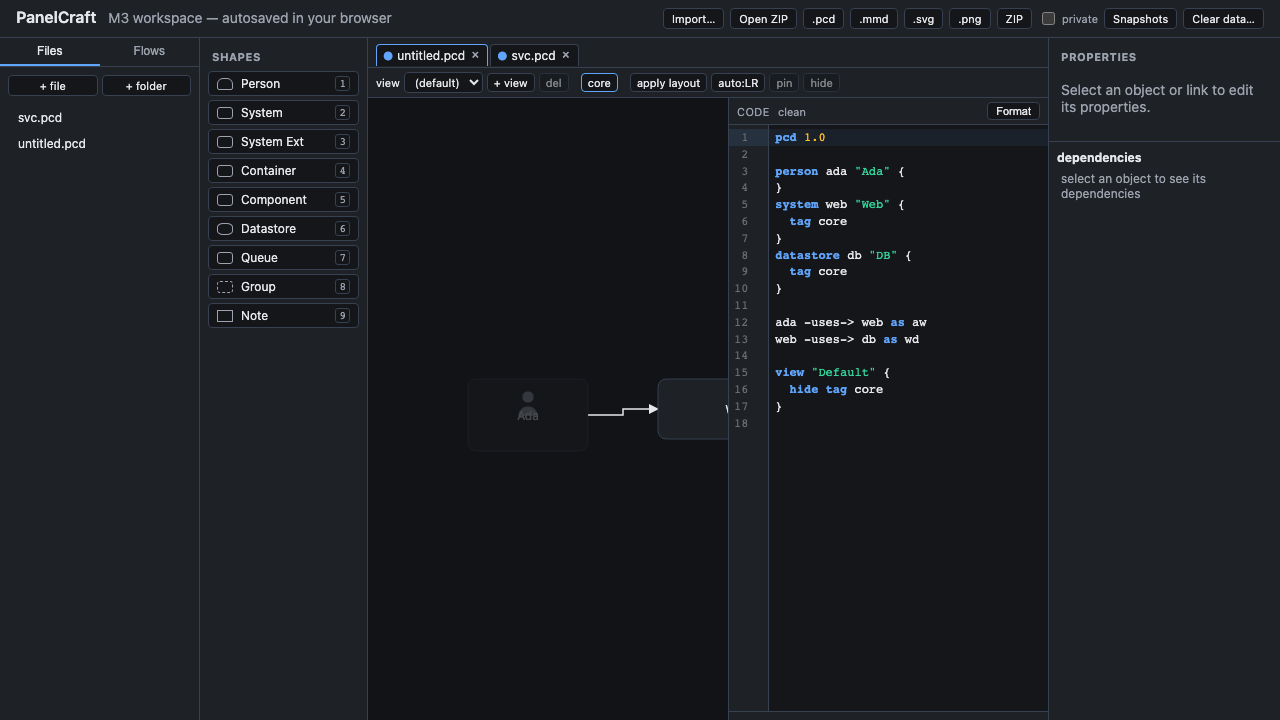 PanelCraft M3 workspace — autosaved in your browser
Import... Open ZIP .pcd .mmd .svg .png ZIP private Snapshots Clear data...
Files Flows
+ file + folder
svc.pcd
untitled.pcd
SHAPES
Person 1
System 2
System Ext 3
Container 4
Component 5
Datastore 6
Queue 7
Group 8
Note 9
untitled.pcd × svc.pcd ×
view (default) + view del core apply layout auto:LR pin hide
Ada
CODE clean Format
1 pcd 1.0
2
3 person ada "Ada" {
4 }
5 system web "Web" {
6 tag core
7 }
8 datastore db "DB" {
9 tag core
10 }
11
12 ada -uses-> web as aw
13 web -uses-> db as wd
14
15 view "Default" {
16 hide tag core
17 }
18
PROPERTIES
Select an object or link to edit
its properties.
dependencies
select an object to see its
dependencies